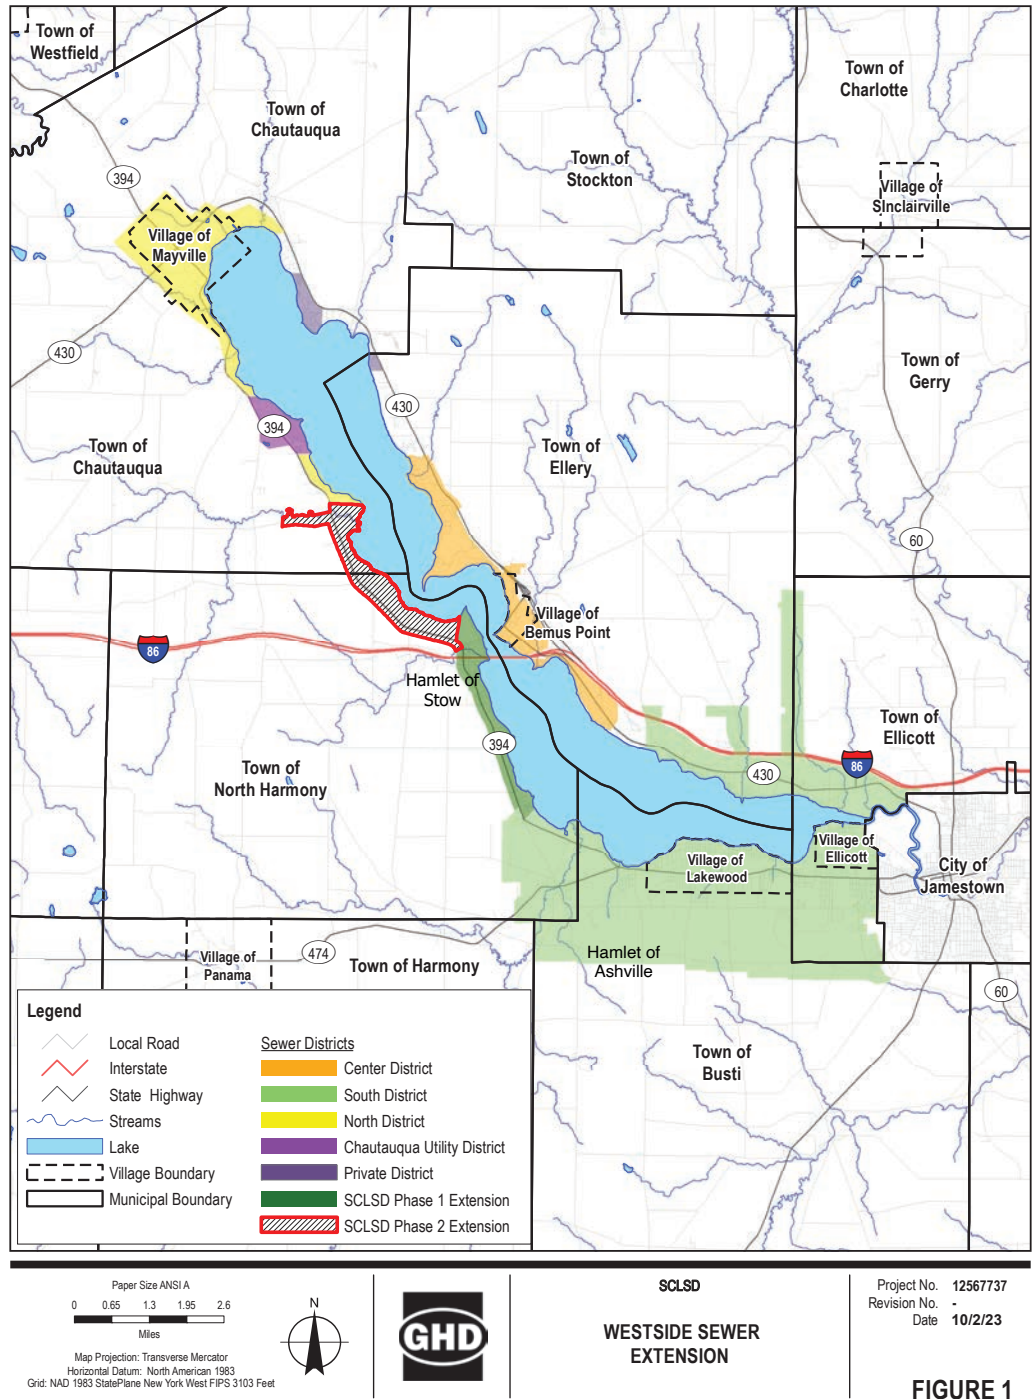 Town of
Westfield
Town of
Chautauqua
Town of
Charlotte
Town of
Stockton
Village of
SInclairville
394
Village of
Mayville
430
Town of
Gerry
430
394
Town of
Chautauqua
Town of
Ellery
60
Village of
Bemus Point
86
Hamlet of
Stow
Town of
Ellicott
394
430
86
Town of
North Harmony
Village of
Ellicott
Village of
Lakewood
City of
Jamestown
474
Village of
Panama
Town of Harmony
Hamlet of
Ashville
60
Town of
Busti
Legend
Local Road
Interstate
State Highway
Streams
Lake
Village Boundary
Municipal Boundary
Sewer Districts
Center District
South District
North District
Chautauqua Utility District
Private District
SCLSD Phase 1 Extension
SCLSD Phase 2 Extension
Paper Size ANSI A
0 0.65 1.3 1.95 2.6
Miles
Map Projection: Transverse Mercator
Horizontal Datum: North American 1983
Grid: NAD 1983 StatePlane New York West FIPS 3103 Feet
N
GHD
SCLSD
WESTSIDE SEWER
EXTENSION
Project No. 12567737
Revision No. -
Date 10/2/23
FIGURE 1